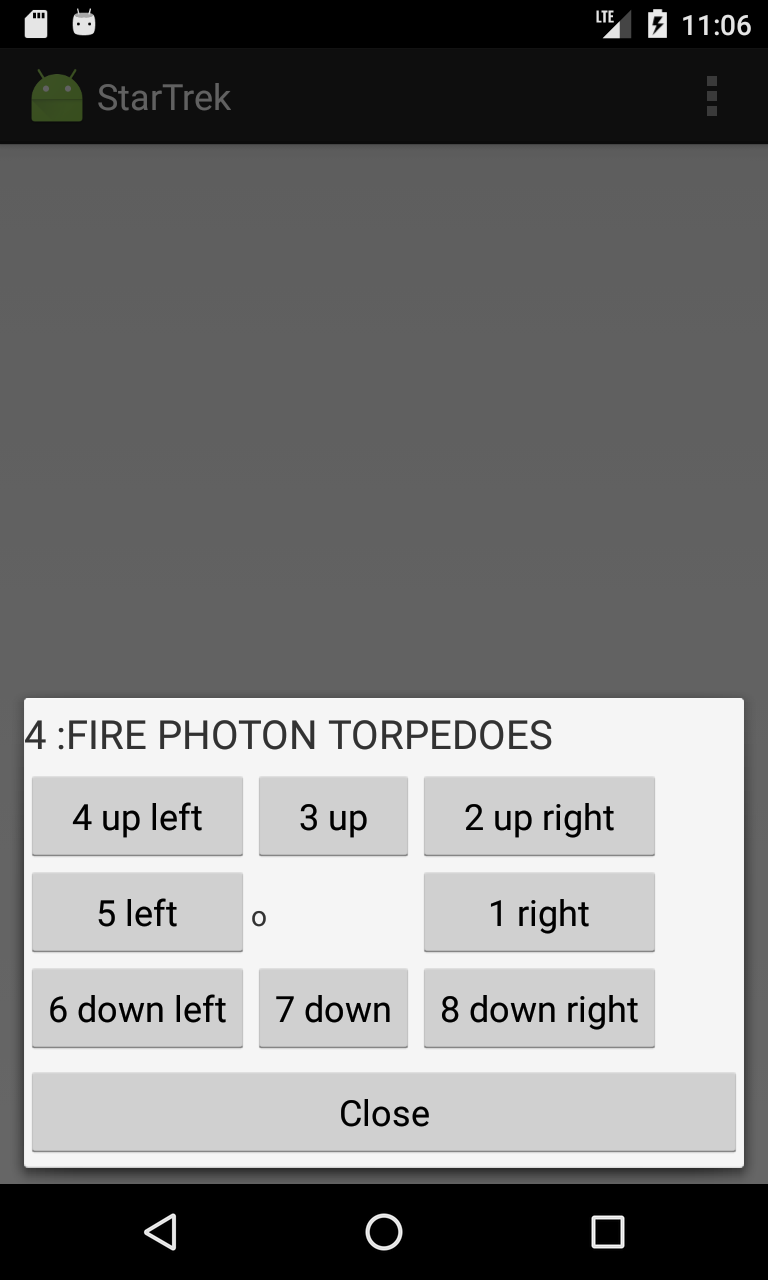 LTE 11:06
StarTrek
4 :FIRE PHOTON TORPEDOES
4 up left 3 up 2 up right
5 left o 1 right
6 down left 7 down 8 down right
Close